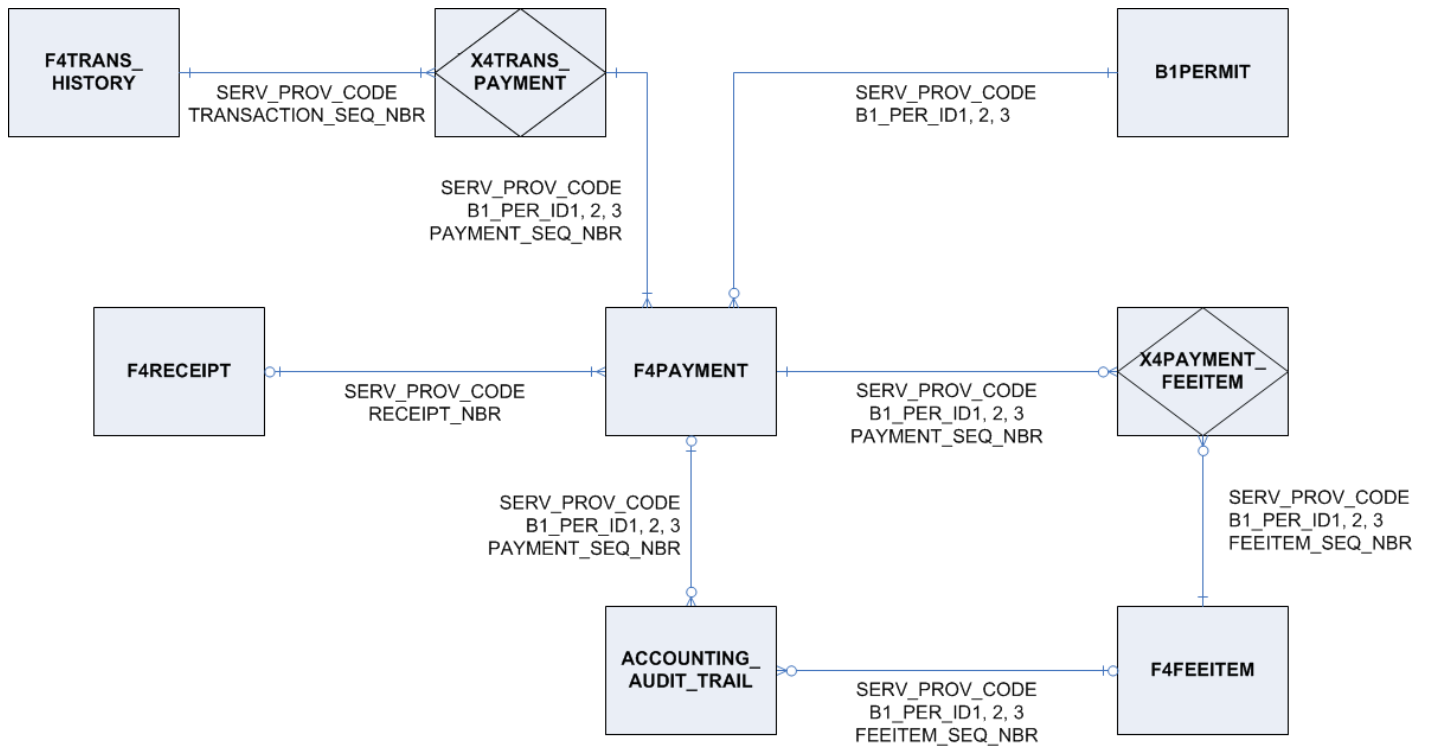 F4TRANS_
HISTORY
SERV_PROV_CODE
TRANSACTION_SEQ_NBR
X4TRANS_
PAYMENT
SERV_PROV_CODE
B1_PER_ID1, 2, 3
B1PERMIT
SERV_PROV_CODE
B1_PER_ID1, 2, 3
PAYMENT_SEQ_NBR
F4RECEIPT
SERV_PROV_CODE
RECEIPT_NBR
F4PAYMENT
SERV_PROV_CODE
B1_PER_ID1, 2, 3
PAYMENT_SEQ_NBR
X4PAYMENT_
FEEITEM
SERV_PROV_CODE
B1_PER_ID1, 2, 3
PAYMENT_SEQ_NBR
SERV_PROV_CODE
B1_PER_ID1, 2, 3
FEEITEM_SEQ_NBR
ACCOUNTING_
AUDIT_TRAIL
SERV_PROV_CODE
B1_PER_ID1, 2, 3
FEEITEM_SEQ_NBR
F4FEEITEM